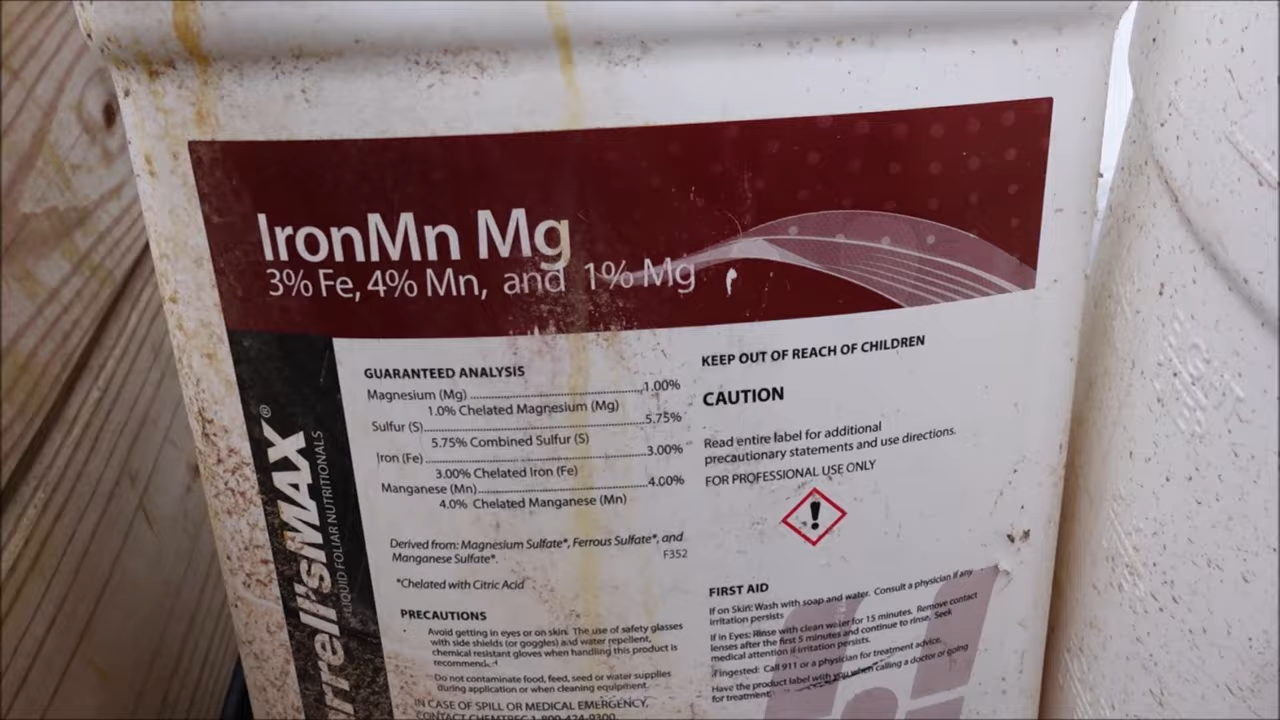 IronMn Mg
3% Fe, 4% Mn, and 1% Mg
rrell'sMAX®
LIQUID FOLIAR NUTRITIONALS
GUARANTEED ANALYSIS
Magnesium (Mg) ........................................1.00%
1.0% Chelated Magnesium (Mg)
Sulfur (S)........................................5.75%
5.75% Combined Sulfur (S)
Iron (Fe) ........................................3.00%
3.00% Chelated Iron (Fe)
Manganese (Mn)........................................4.00%
4.0% Chelated Manganese (Mn)
Derived from: Magnesium Sulfate*, Ferrous Sulfate*, and
Manganese Sulfate*.
F352
*Chelated with Citric Acid
PRECAUTIONS
Avoid getting in eyes or on skin. The use of safety glasses
with side shields (or goggles) and water repellent,
chemical resistant gloves when handling this product is
recommended.
Do not contaminate food, feed, seed or water supplies
during application or when cleaning equipment.
IN CASE OF SPILL OR MEDICAL EMERGENCY,
CONTACT CHEMTREC 1-800-424-9300
KEEP OUT OF REACH OF CHILDREN
CAUTION
Read entire label for additional
precautionary statements and use directions.
FOR PROFESSIONAL USE ONLY
!
FIRST AID
If on Skin: Wash with soap and water. Consult a physician if any
irritation persists
If in Eyes: Rinse with clean water for 15 minutes. Remove contact
lenses after the first 5 minutes and continue to rinse. Seek
medical attention if irritation persists.
If ingested: Call 911 or a physician for treatment advice.
Have the product label with you when calling a doctor or going
for treatment.